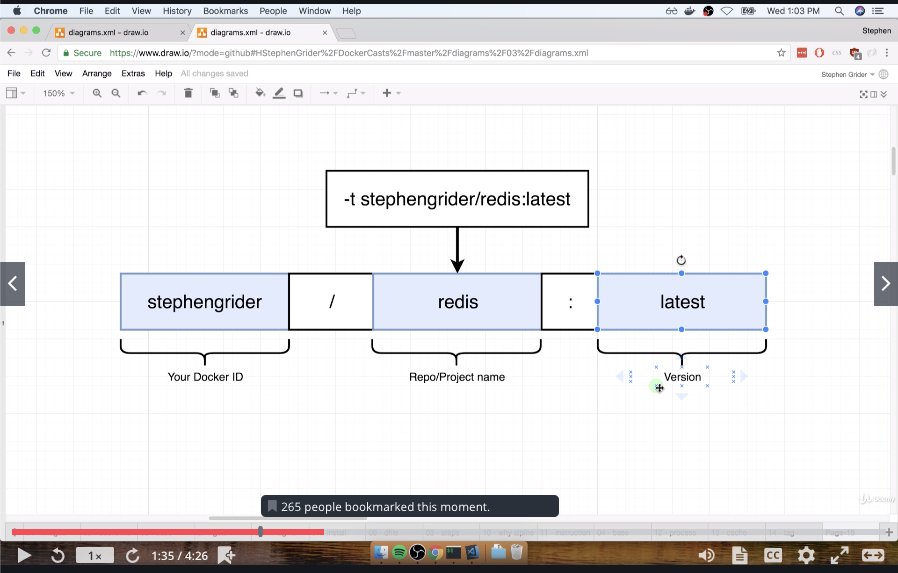 Chrome File Edit View History Bookmarks People Window Help Wed 1:03 PM
diagrams.xml - draw.io diagrams.xml - draw.io Stephen
Secure https://www.draw.io/?mode=github#HStephenGrider%2FDockerCasts%2Fmaster%2Fdiagrams%2F03%2Fdiagrams.xml
File Edit View Arrange Extras Help All changes saved Stephen Grider
150%
-t stephengrider/redis:latest
stephengrider / redis : latest
Your Docker ID Repo/Project name Version
265 people bookmarked this moment.
Udemy
1x 1:35 / 4:26 CC